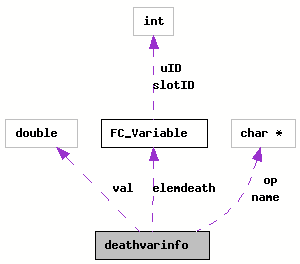 int
uID
slotID
double
FC_Variable
char *
val
elemdeath
op
name
deathvarinfo